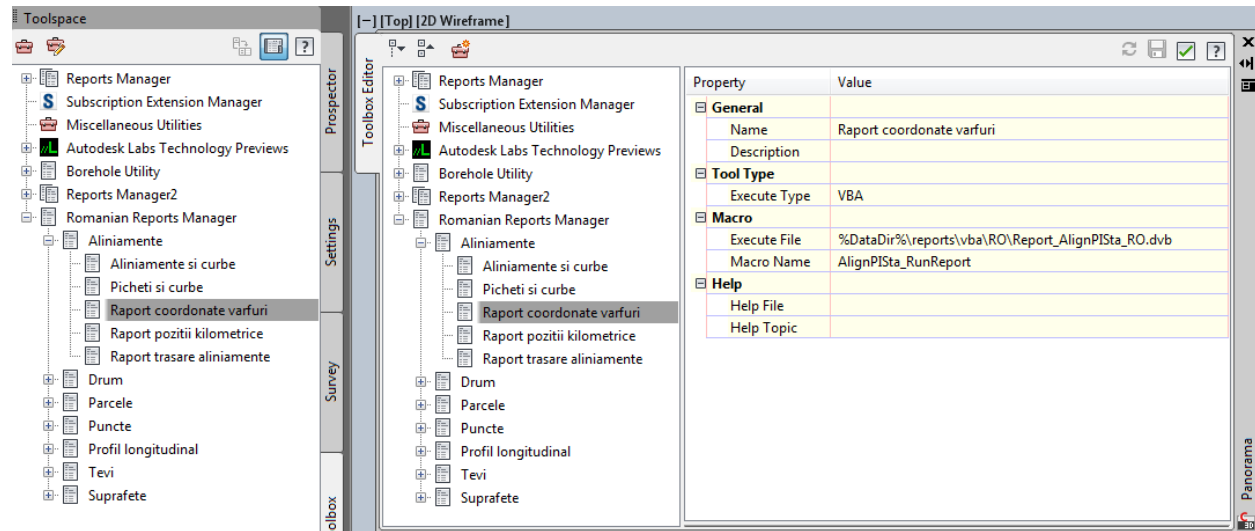 Toolspace
Reports Manager
Subscription Extension Manager
Miscellaneous Utilities
Autodesk Labs Technology Previews
Borehole Utility
Reports Manager2
Romanian Reports Manager
Aliniamente
Aliniamente si curbe
Picheti si curbe
Raport coordonate varfuri
Raport pozitii kilometrice
Raport trasare aliniamente
Drum
Parcele
Puncte
Profil longitudinal
Tevi
Suprafete
Prospector
Settings
Survey
olbox
[−] [Top] [2D Wireframe]
Toolbox Editor
Reports Manager
Subscription Extension Manager
Miscellaneous Utilities
Autodesk Labs Technology Previews
Borehole Utility
Reports Manager2
Romanian Reports Manager
Aliniamente
Aliniamente si curbe
Picheti si curbe
Raport coordonate varfuri
Raport pozitii kilometrice
Raport trasare aliniamente
Drum
Parcele
Puncte
Profil longitudinal
Tevi
Suprafete
Property Value
General
Name Raport coordonate varfuri
Description
Tool Type
Execute Type VBA
Macro
Execute File %DataDir%\reports\vba\RO\Report_AlignPISta_RO.dvb
Macro Name AlignPISta_RunReport
Help
Help File
Help Topic
Panorama